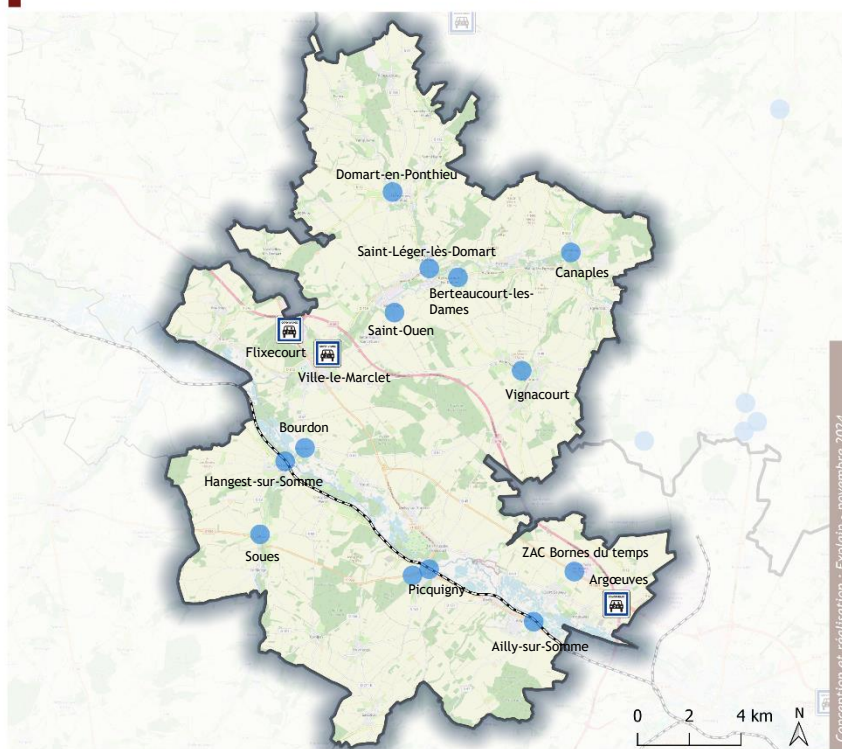 Domart-en-Ponthieu
Saint-Léger-lès-Domart
Canaples
Berteaucourt-les-
Dames
Saint-Ouen
Flixecourt
Ville-le-Marclet
Vignacourt
Bourdon
Hangest-sur-Somme
ZAC Bornes du temps
Soues
Argœuves
Picquigny
Ailly-sur-Somme
0 2 4 km N
Conception et réalisation : Explain - novembre 2024